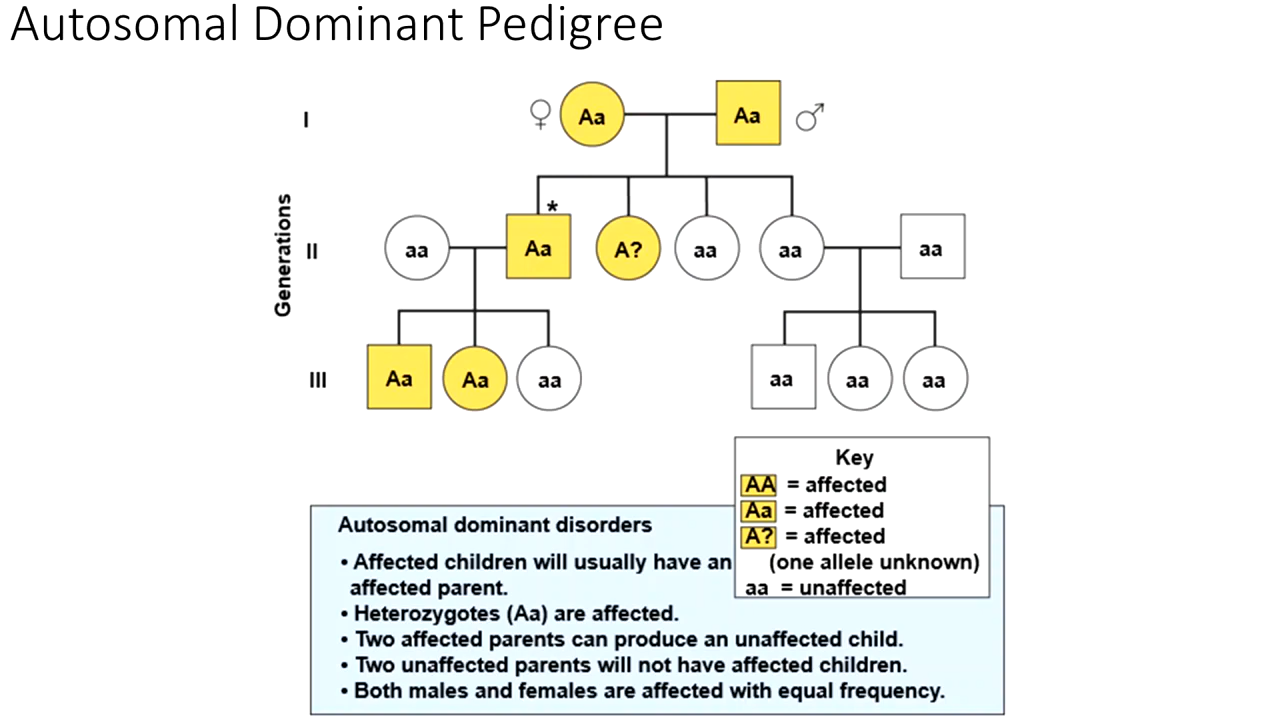 Autosomal Dominant Pedigree
Generations
I
♀ Aa Aa ♂
*
II
aa Aa A? aa aa aa
III
Aa Aa aa aa aa aa
Key
AA = affected
Aa = affected
A? = affected
(one allele unknown)
aa = unaffected
Autosomal dominant disorders
• Affected children will usually have an
affected parent.
• Heterozygotes (Aa) are affected.
• Two affected parents can produce an unaffected child.
• Two unaffected parents will not have affected children.
• Both males and females are affected with equal frequency.